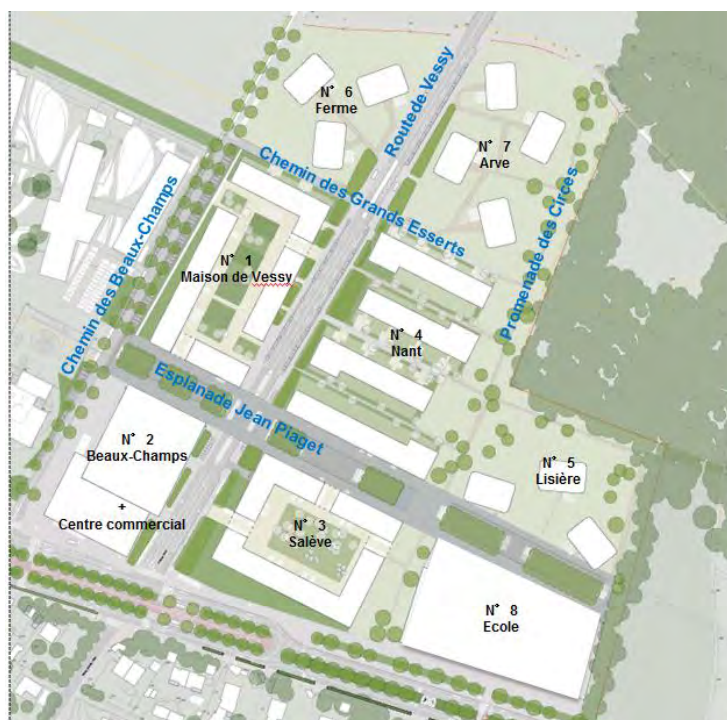 N° 6
Ferme
Route de Vessy
N° 7
Arve
Chemin des Grands Esserts
Chemin des Beaux-Champs
Promenade des Circes
N° 1
Maison de Vessy
N° 4
Nant
Esplanade Jean Piaget
N° 2
Beaux-Champs
+
Centre commercial
N° 5
Lisière
N° 3
Salève
N° 8
Ecole